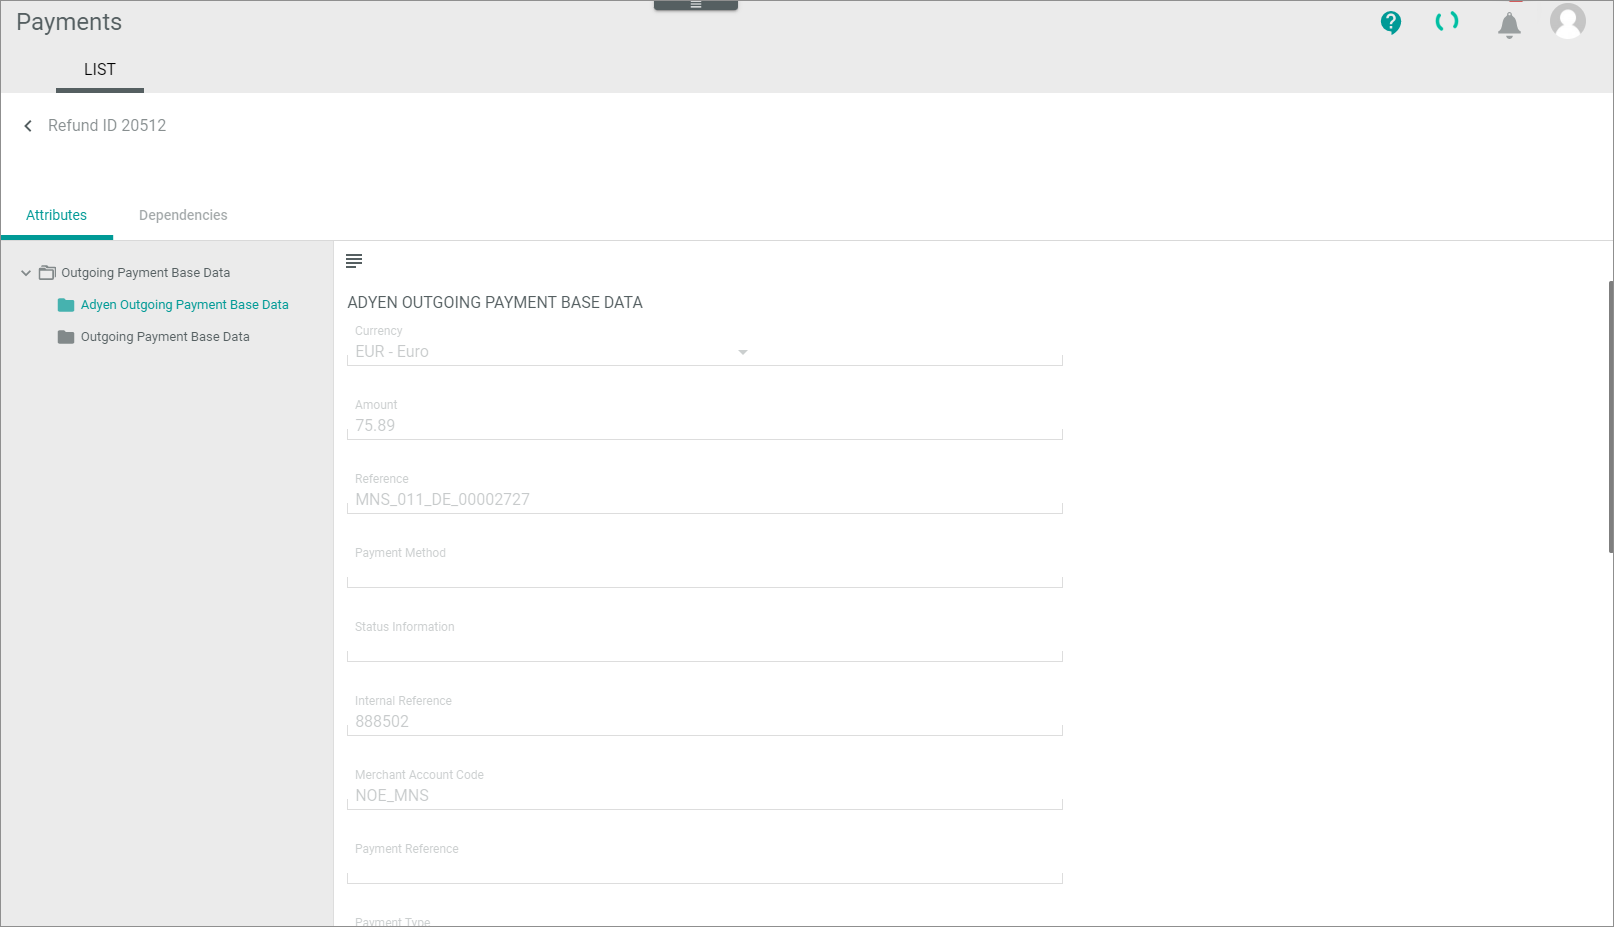 Payments
LIST
Refund ID 20512
Attributes
Dependencies
Outgoing Payment Base Data
Adyen Outgoing Payment Base Data
Outgoing Payment Base Data
ADYEN OUTGOING PAYMENT BASE DATA
Currency
EUR - Euro
Amount
75.89
Reference
MNS_011_DE_00002727
Payment Method
Status Information
Internal Reference
888502
Merchant Account Code
NOE_MNS
Payment Reference
Payment Type